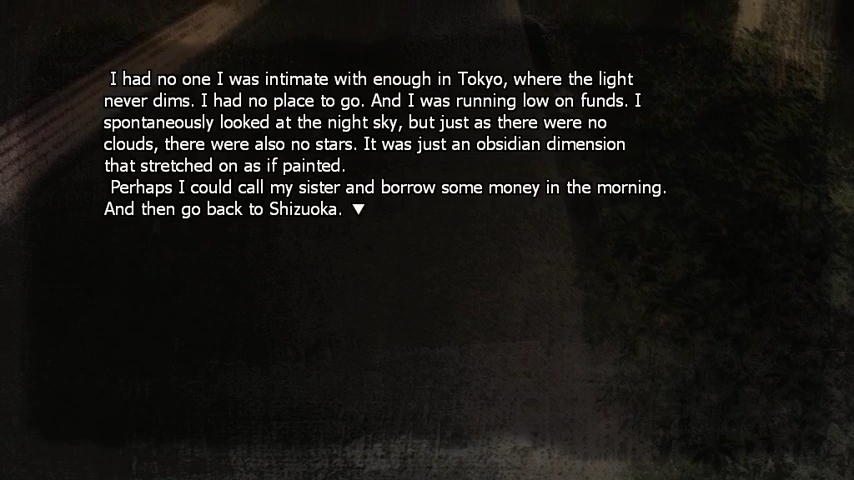 I had no one I was intimate with enough in Tokyo, where the light
never dims. I had no place to go. And I was running low on funds. I
spontaneously looked at the night sky, but just as there were no
clouds, there were also no stars. It was just an obsidian dimension
that stretched on as if painted.
Perhaps I could call my sister and borrow some money in the morning.
And then go back to Shizuoka. ▼